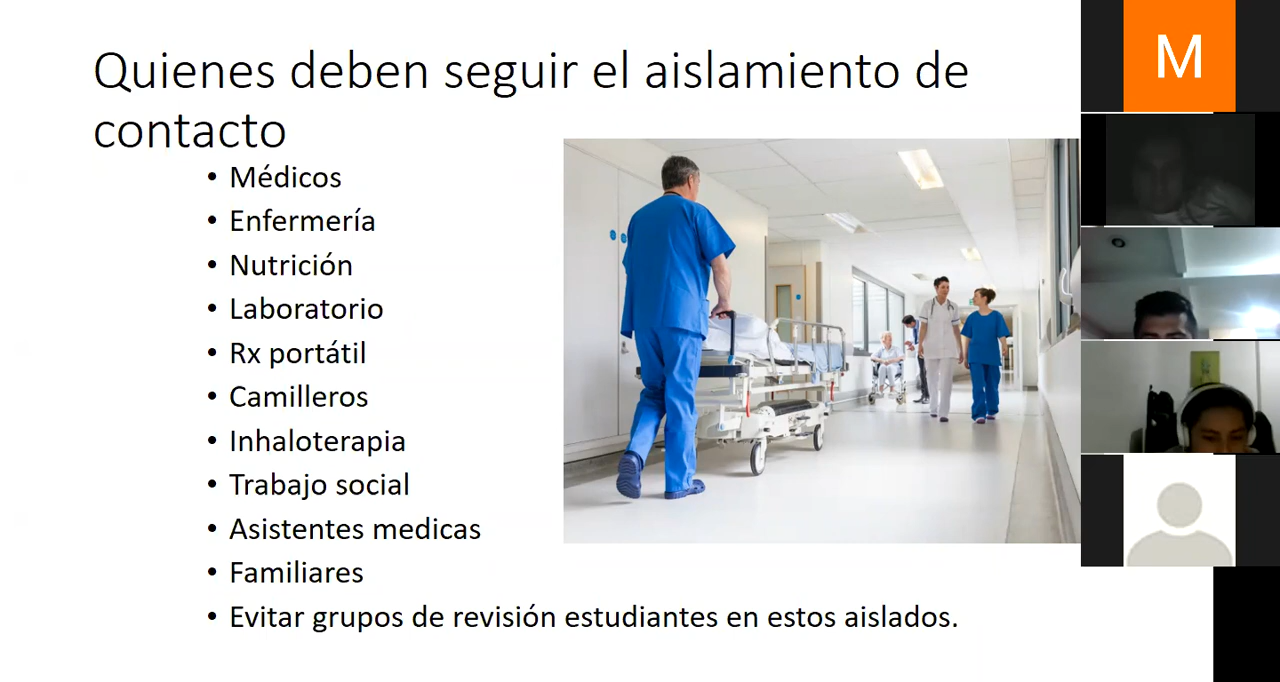 Quienes deben seguir el aislamiento de
contacto
• Médicos
• Enfermería
• Nutrición
• Laboratorio
• Rx portátil
• Camilleros
• Inhaloterapia
• Trabajo social
• Asistentes medicas
• Familiares
• Evitar grupos de revisión estudiantes en estos aislados.
M